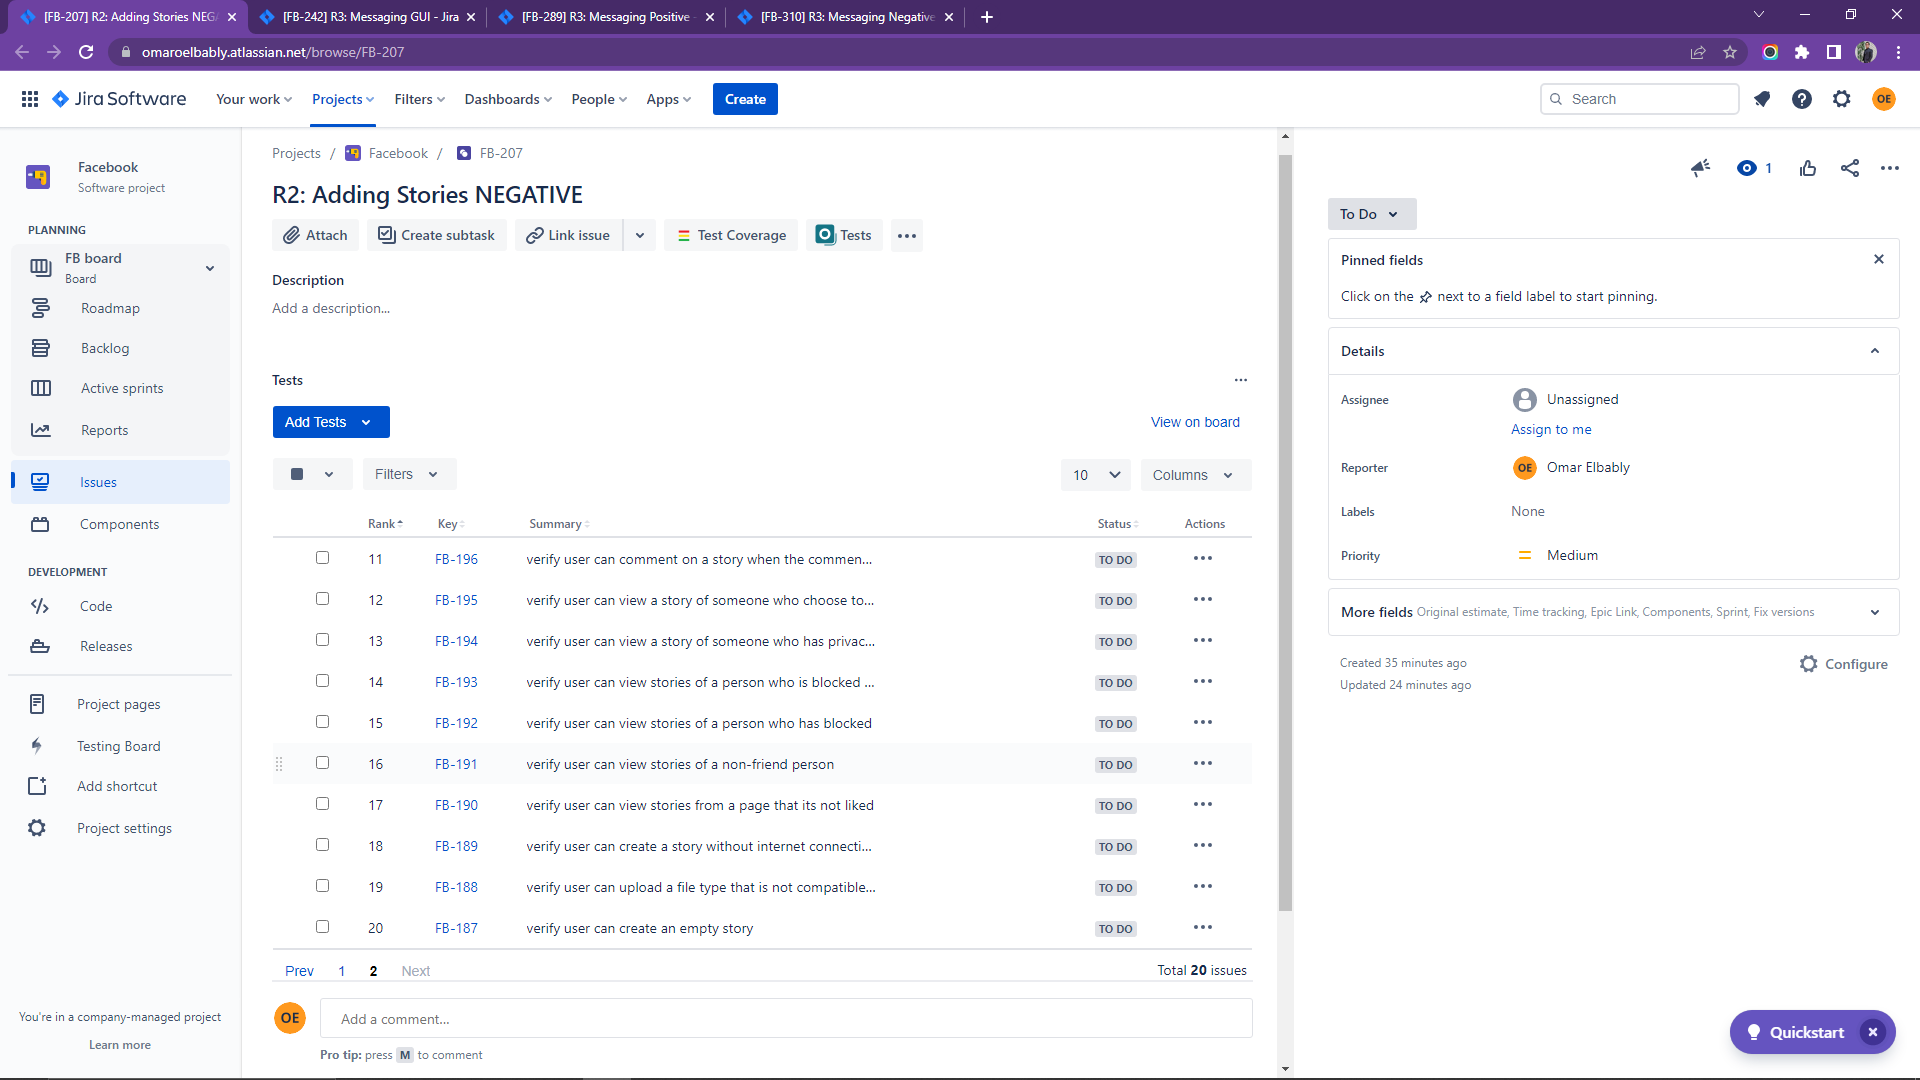 [FB-207] R2: Adding Stories NEGA
[FB-242] R3: Messaging GUI - Jira
[FB-289] R3: Messaging Positive -
[FB-310] R3: Messaging Negative
omaroelbably.atlassian.net/browse/FB-207
Jira Software
Your work
Projects
Filters
Dashboards
People
Apps
Create
Search
OE
Facebook
Software project
PLANNING
FB board
Board
Roadmap
Backlog
Active sprints
Reports
Issues
Components
DEVELOPMENT
Code
Releases
Project pages
Testing Board
Add shortcut
Project settings
You're in a company-managed project
Learn more
Projects / Facebook / FB-207
R2: Adding Stories NEGATIVE
Attach
Create subtask
Link issue
Test Coverage
Tests
Description
Add a description...
Tests
Add Tests
View on board
Filters
10
Columns
Rank Key Summary Status Actions
11 FB-196 verify user can comment on a story when the commen... TO DO
12 FB-195 verify user can view a story of someone who choose to... TO DO
13 FB-194 verify user can view a story of someone who has privac... TO DO
14 FB-193 verify user can view stories of a person who is blocked ... TO DO
15 FB-192 verify user can view stories of a person who has blocked TO DO
16 FB-191 verify user can view stories of a non-friend person TO DO
17 FB-190 verify user can view stories from a page that its not liked TO DO
18 FB-189 verify user can create a story without internet connecti... TO DO
19 FB-188 verify user can upload a file type that is not compatible... TO DO
20 FB-187 verify user can create an empty story TO DO
Prev 1 2 Next
Total 20 issues
OE
Add a comment...
Pro tip: press M to comment
1
To Do
Pinned fields
Click on the next to a field label to start pinning.
Details
Assignee
Unassigned
Assign to me
Reporter
OE Omar Elbably
Labels
None
Priority
Medium
More fields Original estimate, Time tracking, Epic Link, Components, Sprint, Fix versions
Created 35 minutes ago
Updated 24 minutes ago
Configure
Quickstart